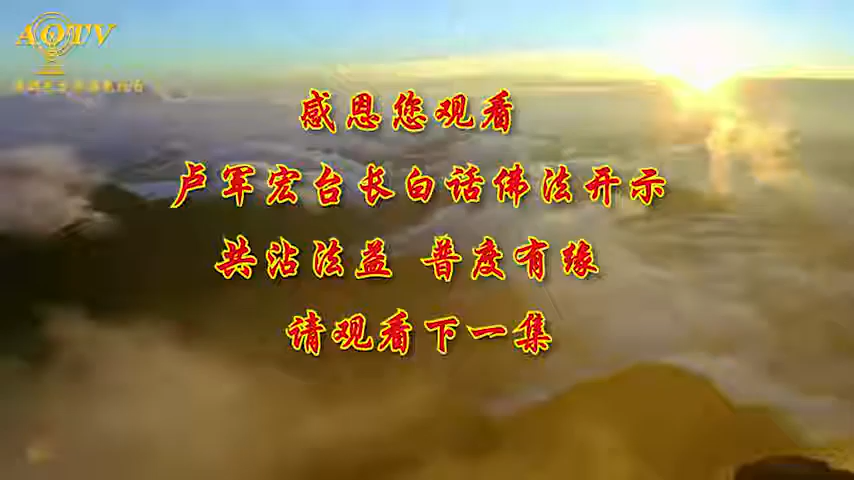 AOTV
感恩您观看
卢军宏台长白话佛法开示
共沾法益 普度有缘
请观看下一集